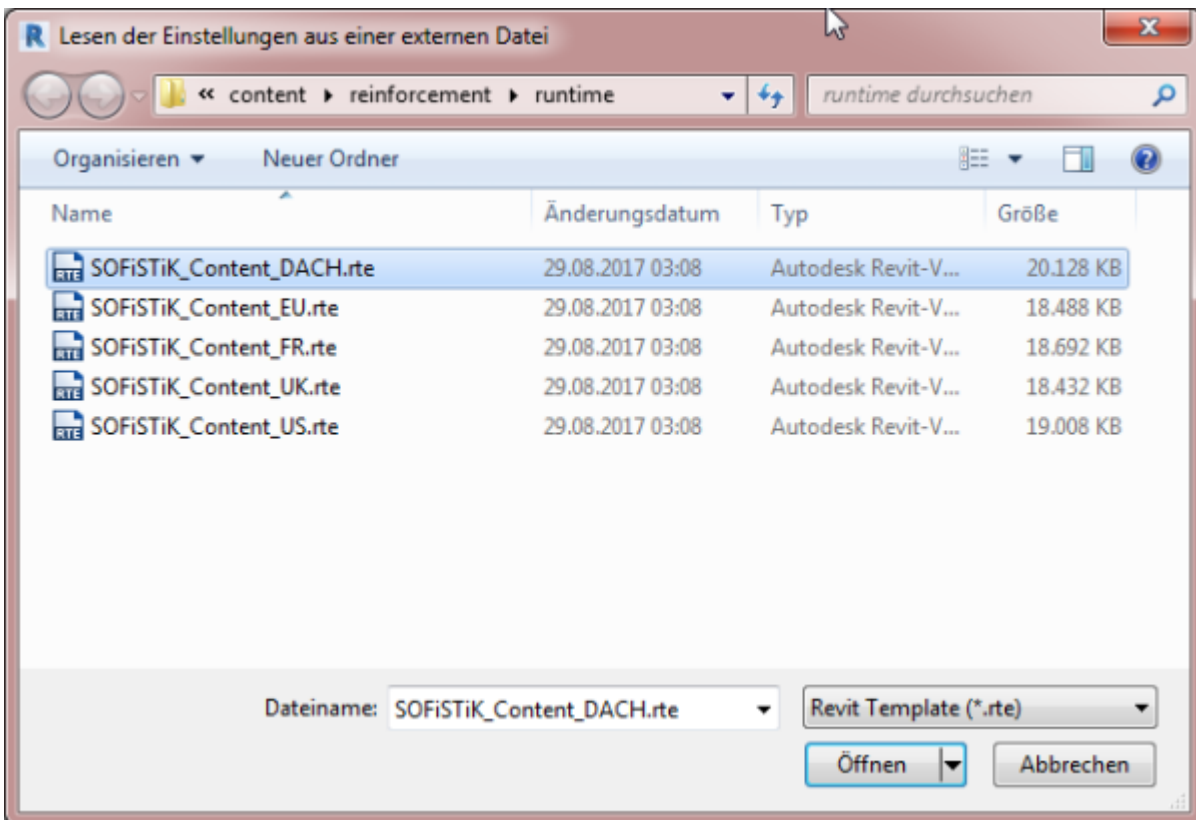 Lesen der Einstellungen aus einer externen Datei
« content ▸ reinforcement ▸ runtime
runtime durchsuchen
Organisieren Neuer Ordner
Name Änderungsdatum Typ Größe
SOFiSTiK_Content_DACH.rte 29.08.2017 03:08 Autodesk Revit-V... 20.128 KB
SOFiSTiK_Content_EU.rte 29.08.2017 03:08 Autodesk Revit-V... 18.488 KB
SOFiSTiK_Content_FR.rte 29.08.2017 03:08 Autodesk Revit-V... 18.692 KB
SOFiSTiK_Content_UK.rte 29.08.2017 03:08 Autodesk Revit-V... 18.432 KB
SOFiSTiK_Content_US.rte 29.08.2017 03:08 Autodesk Revit-V... 19.008 KB
Dateiname: SOFiSTiK_Content_DACH.rte Revit Template (*.rte)
Öffnen Abbrechen